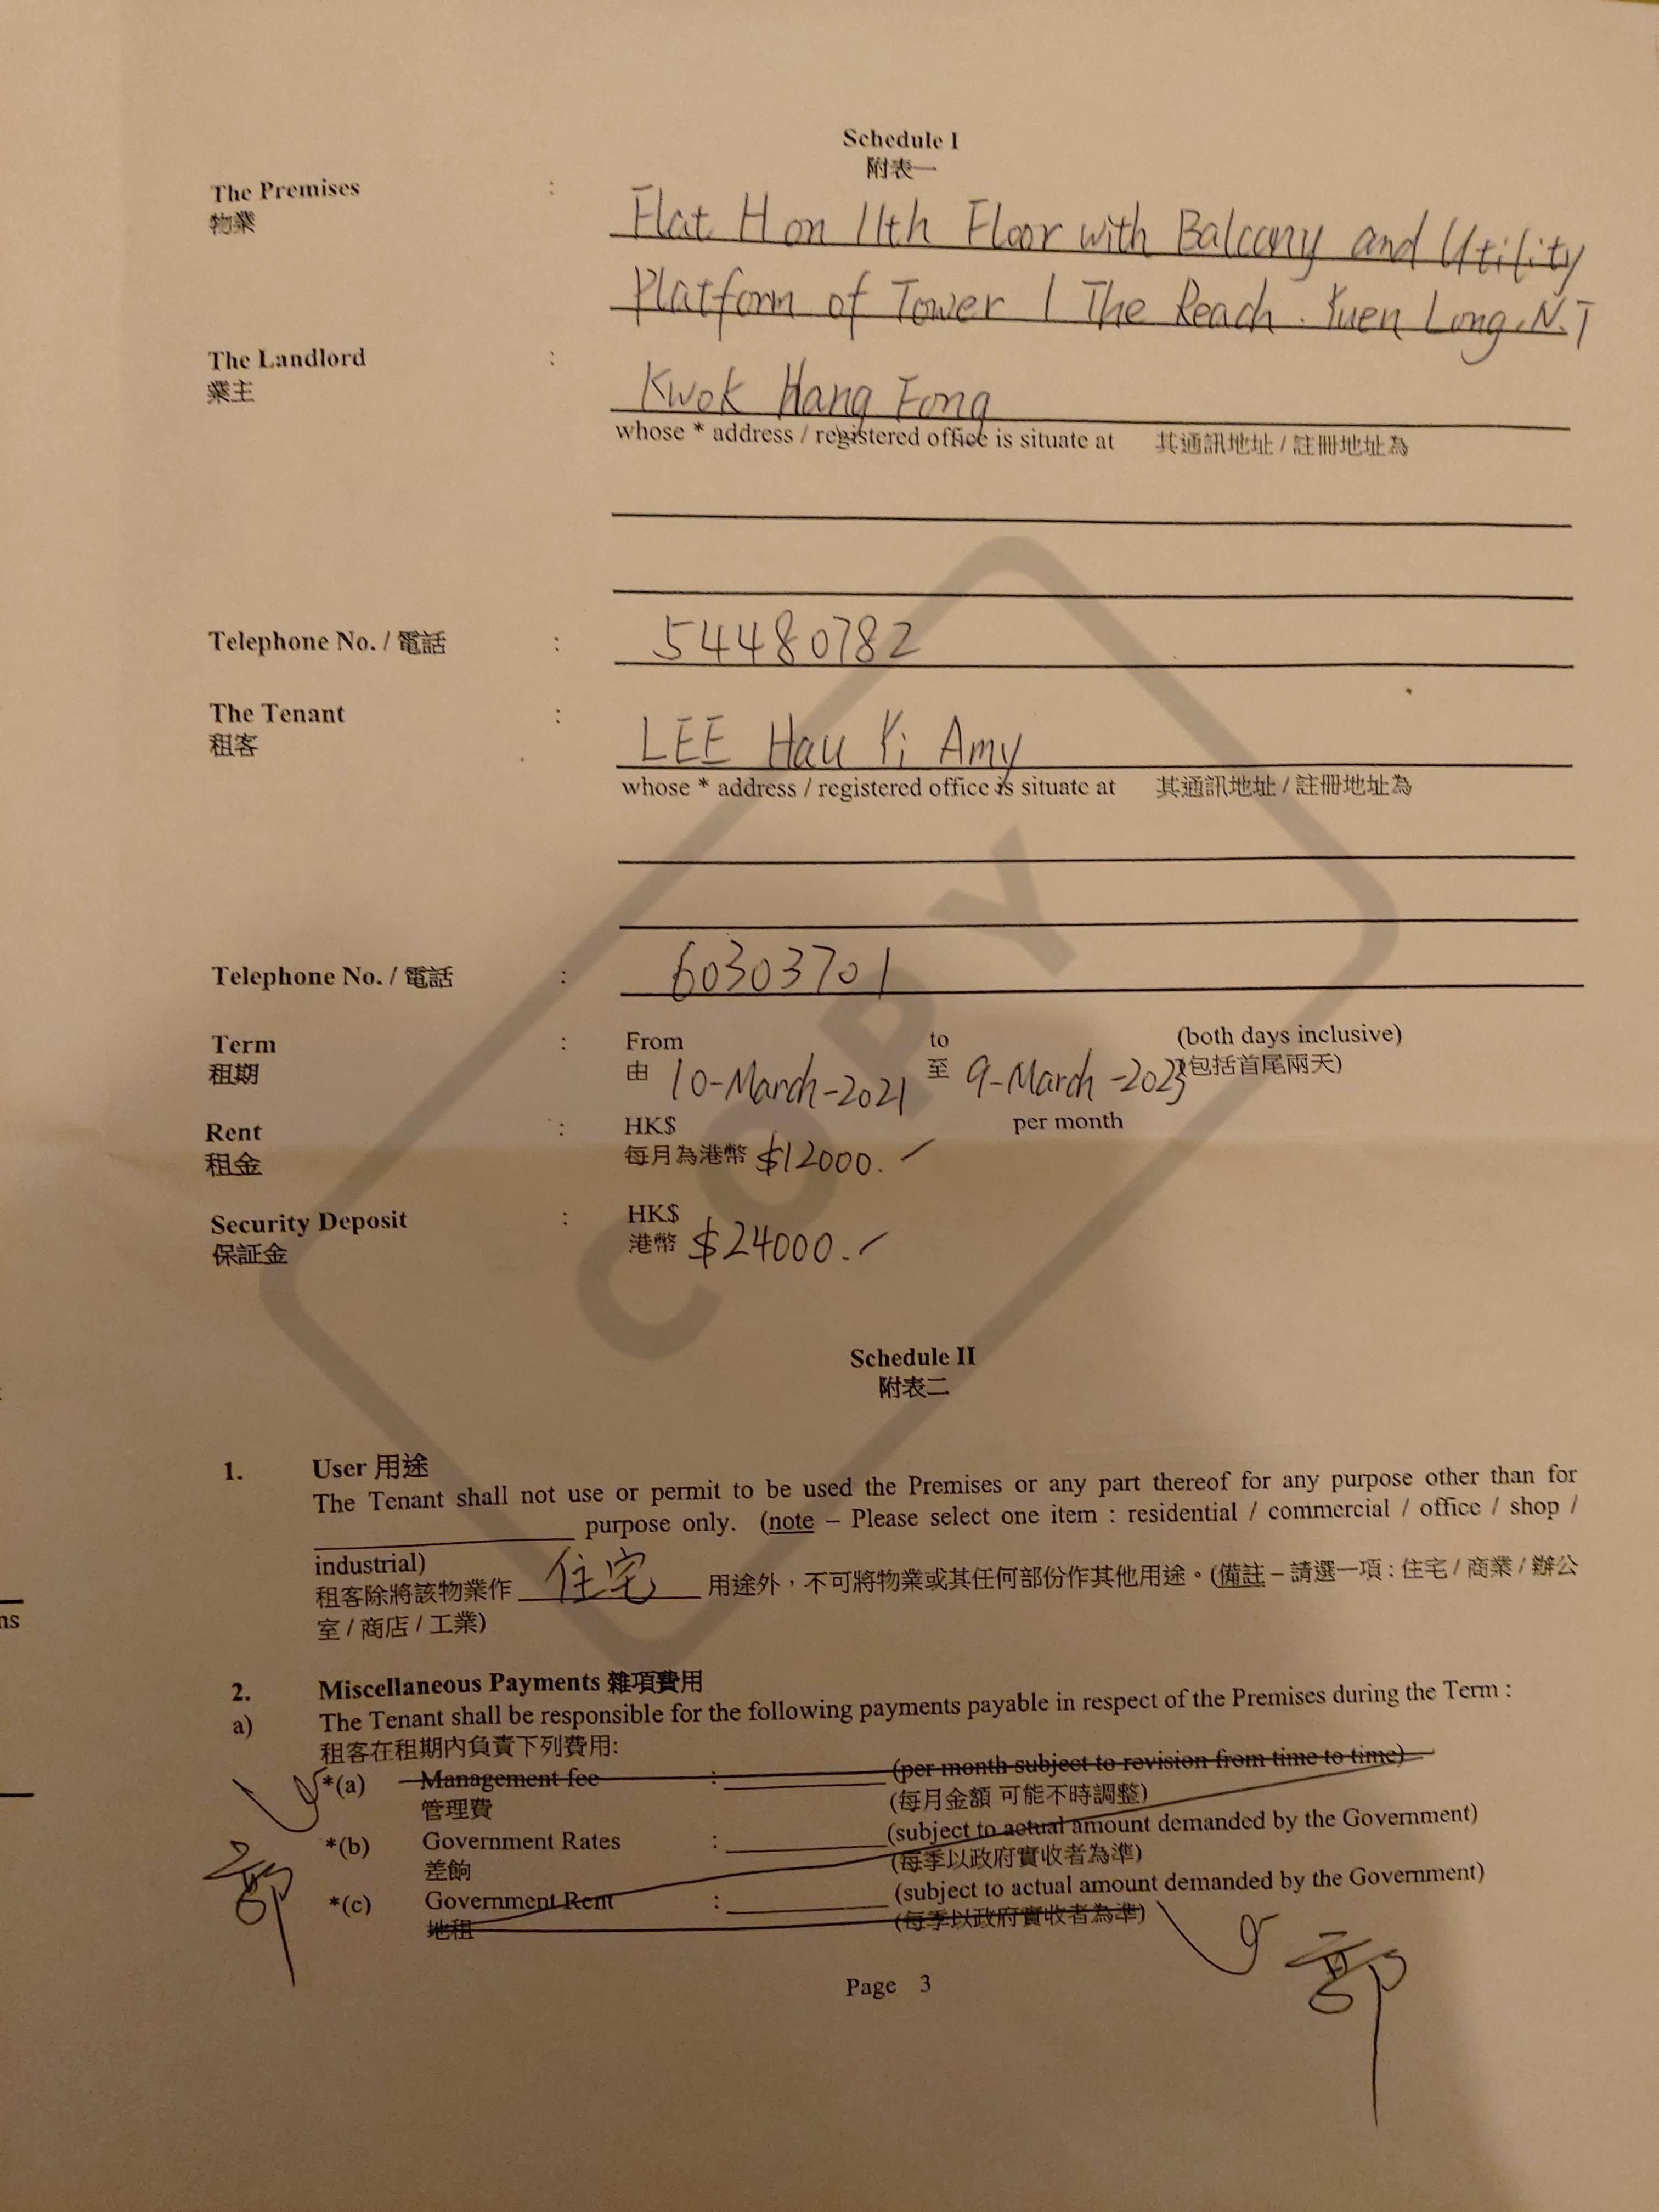 Schedule I
附表一
The Premises : Flat H on 11th Floor with Balcony and Utility
物業
Platform of Tower 1 The Reach. Yuen Long, N.T
The Landlord : Kwok Hang Fong
業主
whose * address / registered office is situate at 其通訊地址 / 註冊地址為
Telephone No. / 電話 : 54480782
The Tenant : LEE Hau Yi Amy
租客
whose * address / registered office is situate at 其通訊地址 / 註冊地址為
Telephone No. / 電話 : 60303701
Term : From to (both days inclusive)
租期 由 10-March-2021 至 9-March-2023 (包括首尾兩天)
Rent : HK$ per month
租金 每月為港幣 $12000.
Security Deposit : HK$
保証金 港幣 $24000.
COPY
Schedule II
附表二
1. User 用途
The Tenant shall not use or permit to be used the Premises or any part thereof for any purpose other than for
purpose only. (note – Please select one item : residential / commercial / office / shop /
industrial)
租客除將該物業作 住宅 用途外，不可將物業或其任何部份作其他用途。(備註 – 請選一項 : 住宅 / 商業 / 辦公
室 / 商店 / 工業)
ns
2. Miscellaneous Payments 雜項費用
a) The Tenant shall be responsible for the following payments payable in respect of the Premises during the Term :
租客在租期內負責下列費用:
*(a) Management fee : (per month subject to revision from time to time)
管理費 (每月金額 可能不時調整)
*(b) Government Rates : (subject to actual amount demanded by the Government)
差餉 (每季以政府實收者為準)
*(c) Government Rent : (subject to actual amount demanded by the Government)
地租 (每季以政府實收者為準)
郭
郭
Page 3